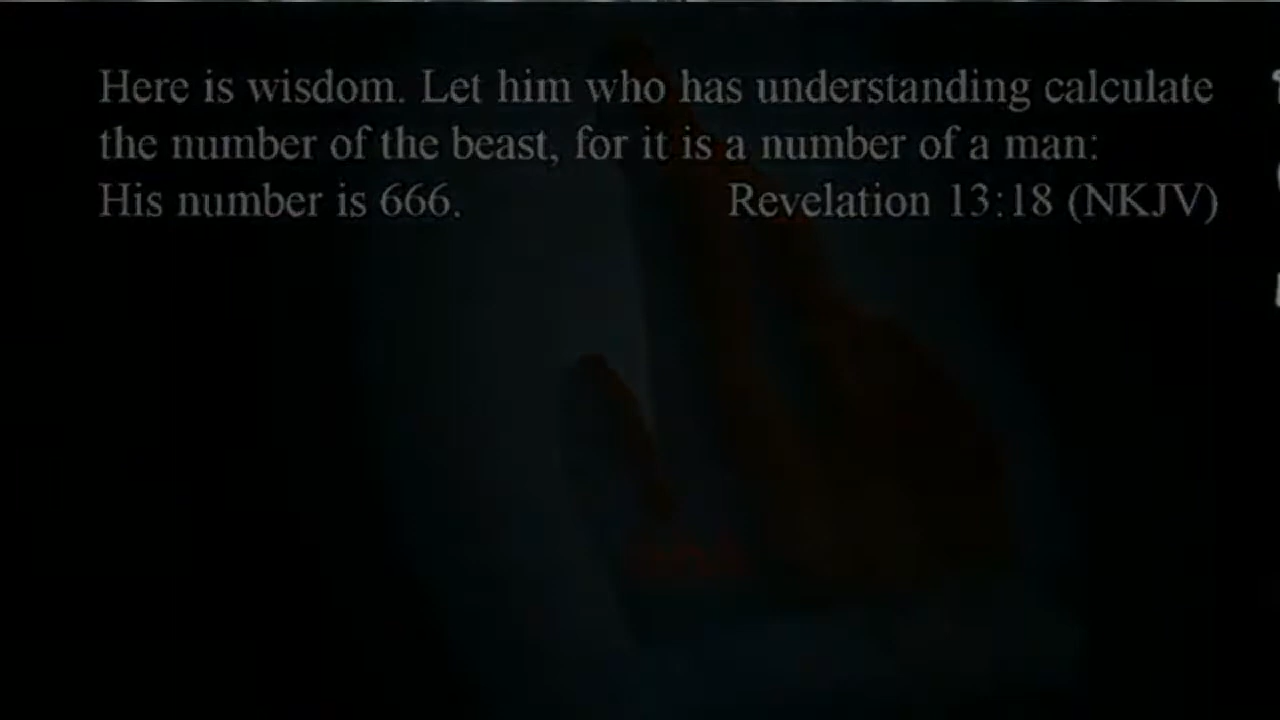 Here is wisdom. Let him who has understanding calculate
the number of the beast, for it is a number of a man:
His number is 666. Revelation 13:18 (NKJV)